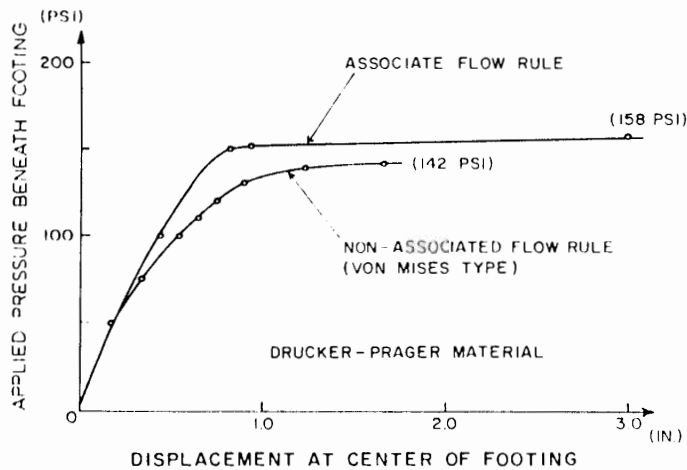 (PSI)
APPLIED PRESSURE BENEATH FOOTING
200
100
0
ASSOCIATE FLOW RULE
(158 PSI)
(142 PSI)
NON-ASSOCIATED FLOW RULE
(VON MISES TYPE)
DRUCKER-PRAGER MATERIAL
1.0
2.0
3.0
(IN.)
DISPLACEMENT AT CENTER OF FOOTING